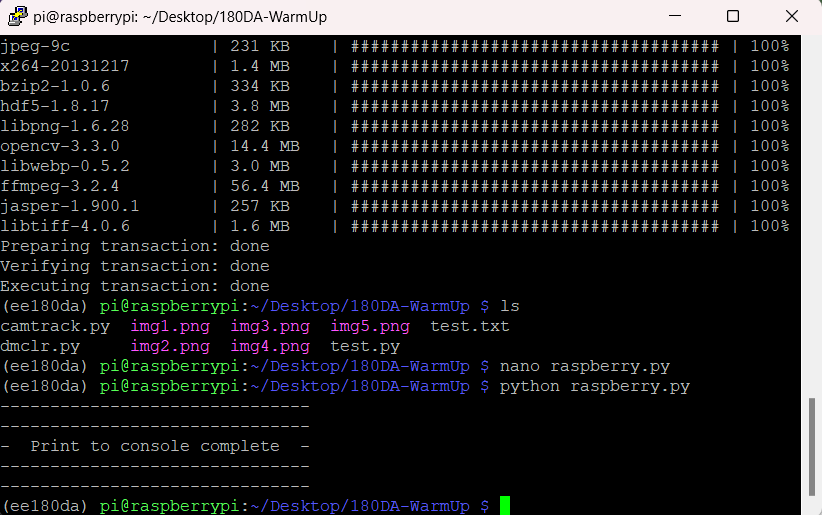 pi@raspberrypi: ~/Desktop/180DA-WarmUp
jpeg-9c | 231 KB | ##################################### | 100%
x264-20131217 | 1.4 MB | ##################################### | 100%
bzip2-1.0.6 | 334 KB | ##################################### | 100%
hdf5-1.8.17 | 3.8 MB | ##################################### | 100%
libpng-1.6.28 | 282 KB | ##################################### | 100%
opencv-3.3.0 | 14.4 MB | ##################################### | 100%
libwebp-0.5.2 | 3.0 MB | ##################################### | 100%
ffmpeg-3.2.4 | 56.4 MB | ##################################### | 100%
jasper-1.900.1 | 257 KB | ##################################### | 100%
libtiff-4.0.6 | 1.6 MB | ##################################### | 100%
Preparing transaction: done
Verifying transaction: done
Executing transaction: done
(ee180da) pi@raspberrypi:~/Desktop/180DA-WarmUp $ ls
camtrack.py img1.png img3.png img5.png test.txt
dmclr.py img2.png img4.png test.py
(ee180da) pi@raspberrypi:~/Desktop/180DA-WarmUp $ nano raspberry.py
(ee180da) pi@raspberrypi:~/Desktop/180DA-WarmUp $ python raspberry.py
-------------------------------
-------------------------------
- Print to console complete -
-------------------------------
-------------------------------
(ee180da) pi@raspberrypi:~/Desktop/180DA-WarmUp $